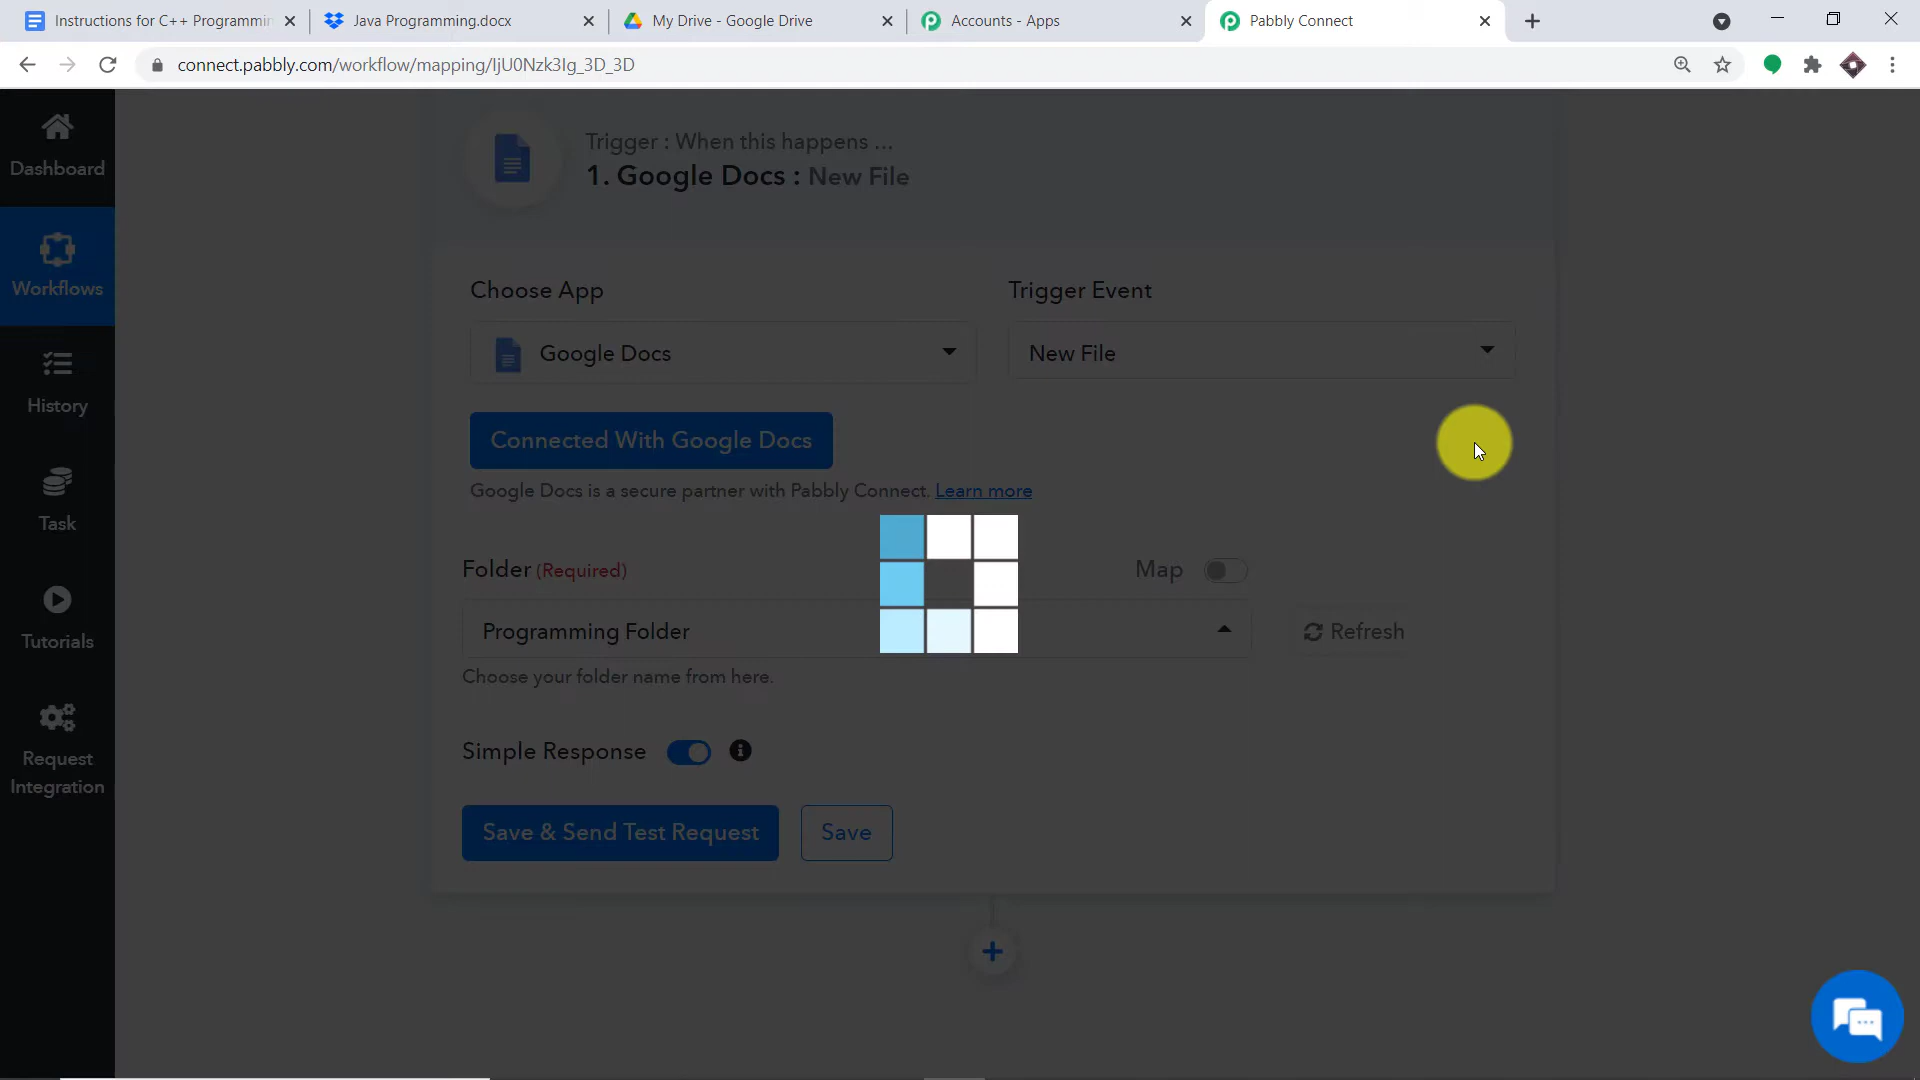 Instructions for C++ Programmin
Java Programming.docx
My Drive - Google Drive
Accounts - Apps
Pabbly Connect
connect.pabbly.com/workflow/mapping/IjU0Nzk3Ig_3D_3D
Dashboard
Workflows
History
Task
Tutorials
Request
Integration
Trigger : When this happens ...
1. Google Docs : New File
Choose App
Trigger Event
Google Docs
New File
Connected With Google Docs
Google Docs is a secure partner with Pabbly Connect. Learn more
Folder (Required)
Map
Programming Folder
Refresh
Choose your folder name from here.
Simple Response
Save & Send Test Request
Save